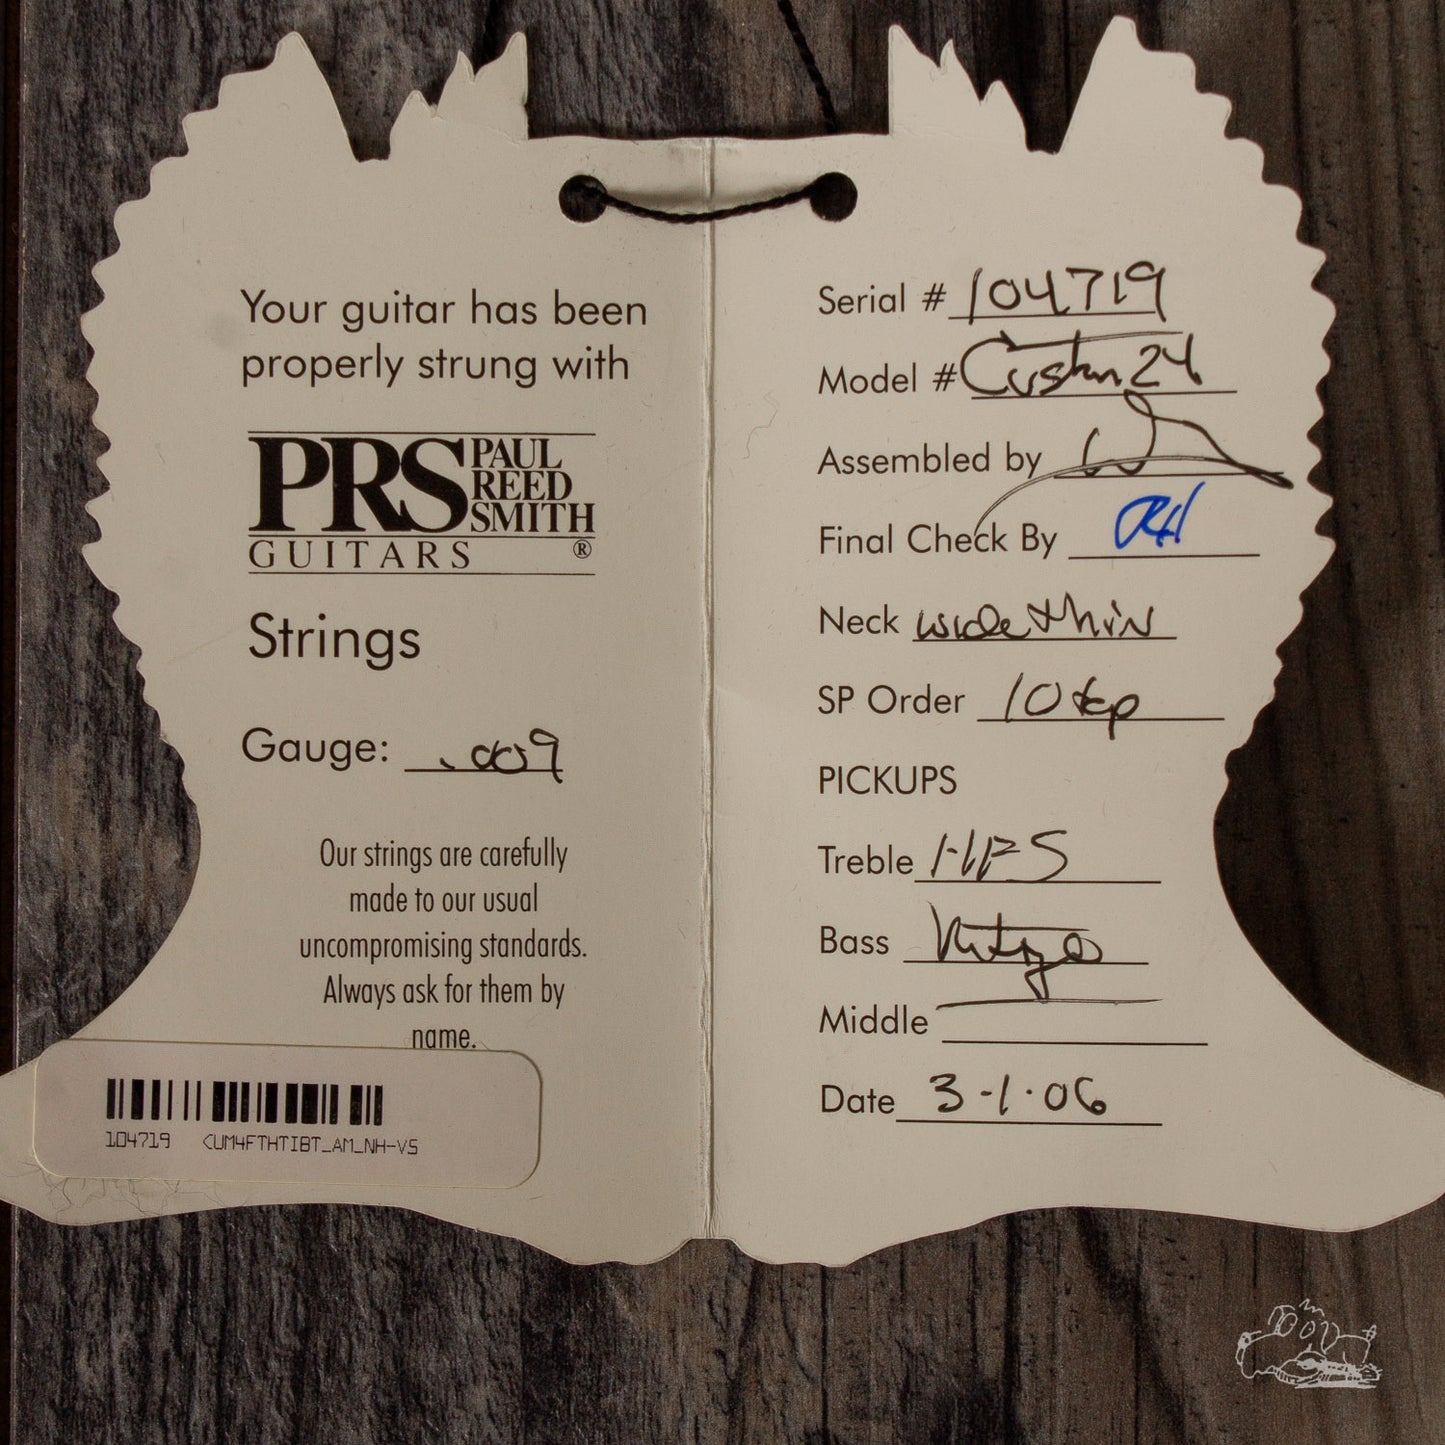 Your guitar has been
properly strung with
PRS PAUL
REED
SMITH
GUITARS ®
Strings
Gauge: .009
Our strings are carefully
made to our usual
uncompromising standards.
Always ask for them by
name.
104719 CUM4FTHTIBT_AM_NH-VS
Serial # 104719
Model # Custom 24
Assembled by
Final Check By RH
Neck wide thin
SP Order 10 top
PICKUPS
Treble HFS
Bass Vintage
Middle
Date 3-1-06